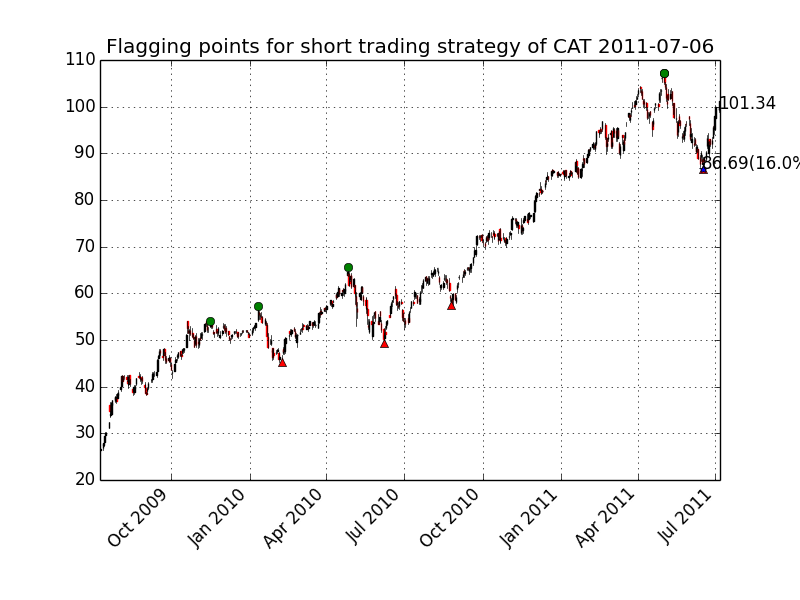 Flagging points for short trading strategy of CAT 2011-07-06
110
100
90
80
70
60
50
40
30
20
101.34
86.69(16.0%
Oct 2009
Jan 2010
Apr 2010
Jul 2010
Oct 2010
Jan 2011
Apr 2011
Jul 2011